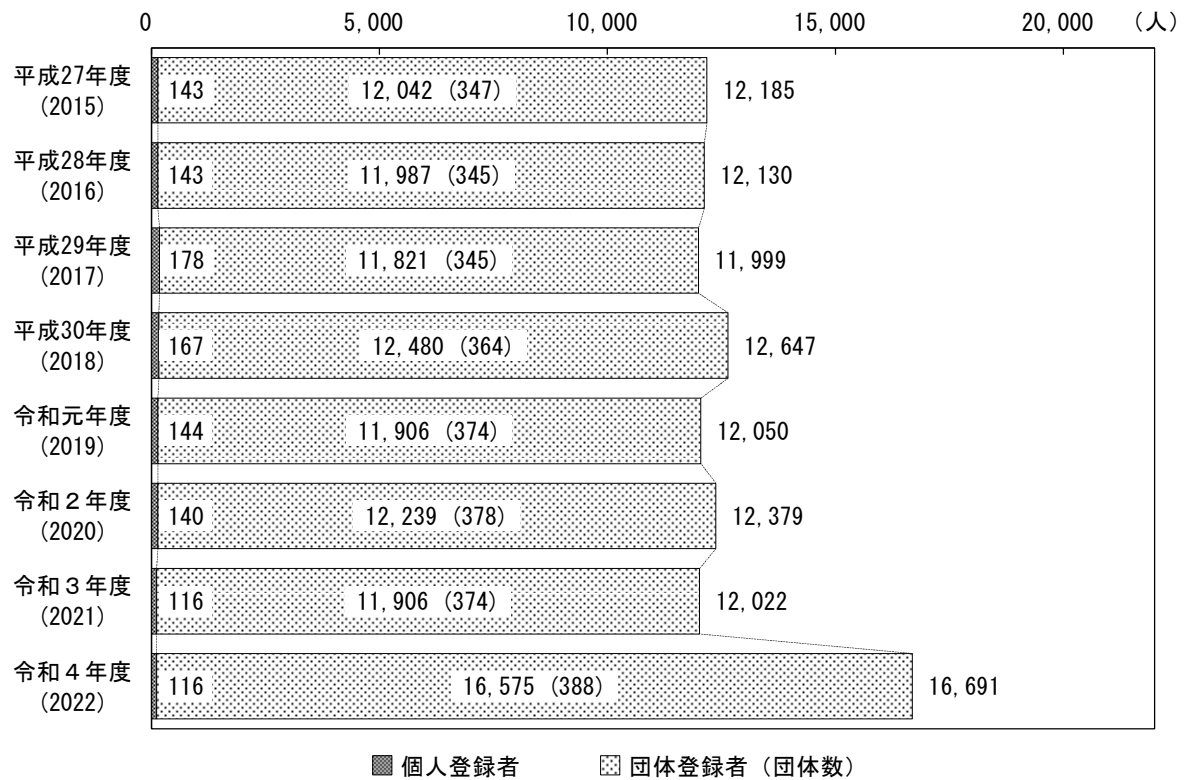 0 5,000 10,000 15,000 20,000 （人）
平成27年度
(2015)
143 12,042 (347) 12,185
平成28年度
(2016)
143 11,987 (345) 12,130
平成29年度
(2017)
178 11,821 (345) 11,999
平成30年度
(2018)
167 12,480 (364) 12,647
令和元年度
(2019)
144 11,906 (374) 12,050
令和２年度
(2020)
140 12,239 (378) 12,379
令和３年度
(2021)
116 11,906 (374) 12,022
令和４年度
(2022)
116 16,575 (388) 16,691
個人登録者 団体登録者（団体数）